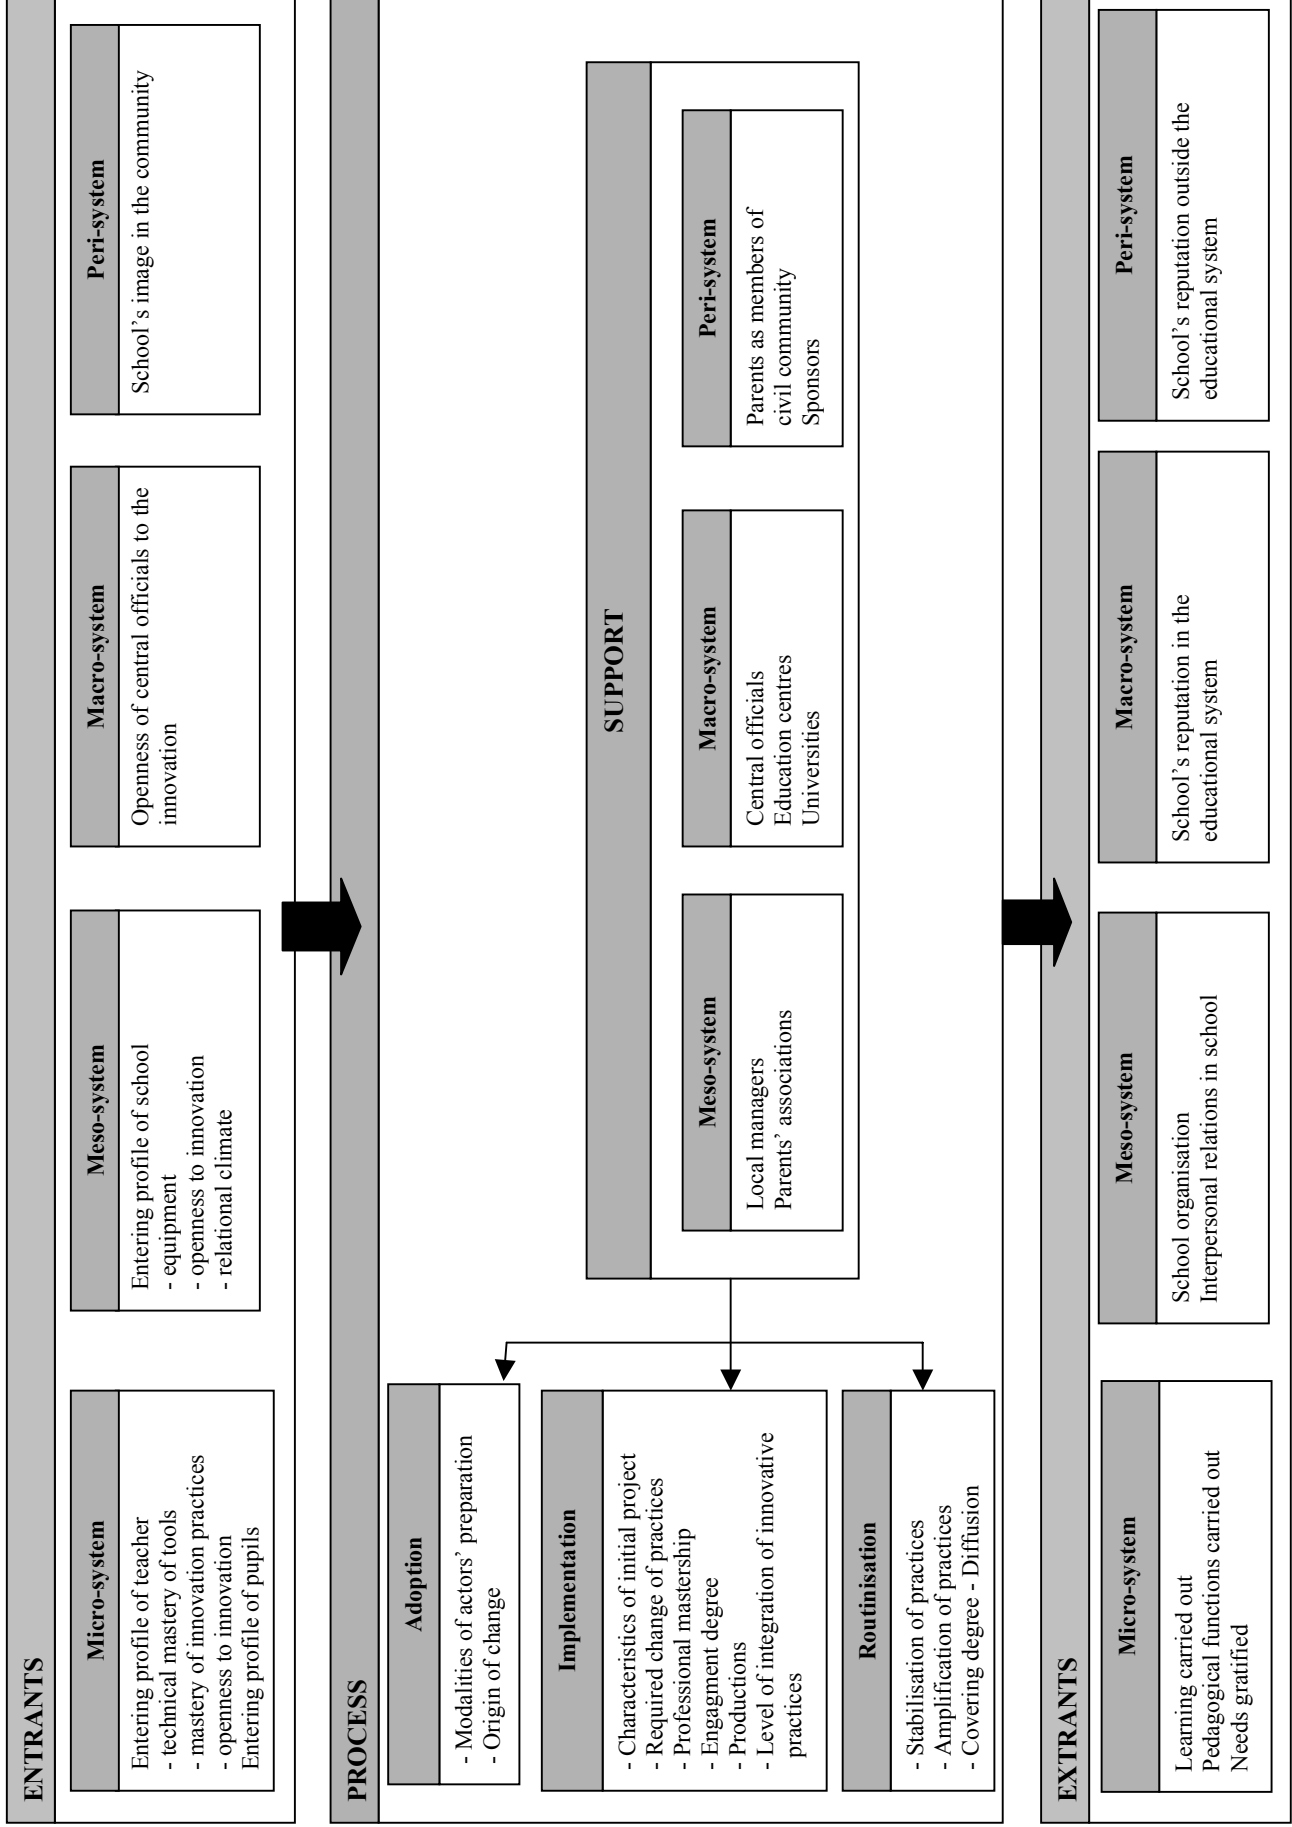 ENTRANTS
Micro-system
Entering profile of teacher
- technical mastery of tools
- mastery of innovation practices
- openness to innovation
Entering profile of pupils
Meso-system
Entering profile of school
- equipment
- openness to innovation
- relational climate
Macro-system
Openness of central officials to the
innovation
Peri-system
School's image in the community
PROCESS
Adoption
- Modalities of actors' preparation
- Origin of change
Implementation
- Characteristics of initial project
- Required change of practices
- Professional mastership
- Engagment degree
- Productions
- Level of integration of innovative
practices
Routinisation
- Stabilisation of practices
- Amplification of practices
- Covering degree - Diffusion
SUPPORT
Meso-system
Local managers
Parents' associations
Macro-system
Central officials
Education centres
Universities
Peri-system
Parents as members of
civil community
Sponsors
EXTRANTS
Micro-system
Learning carried out
Pedagogical functions carried out
Needs gratified
Meso-system
School organisation
Interpersonal relations in school
Macro-system
School's reputation in the
educational system
Peri-system
School's reputation outside the
educational system